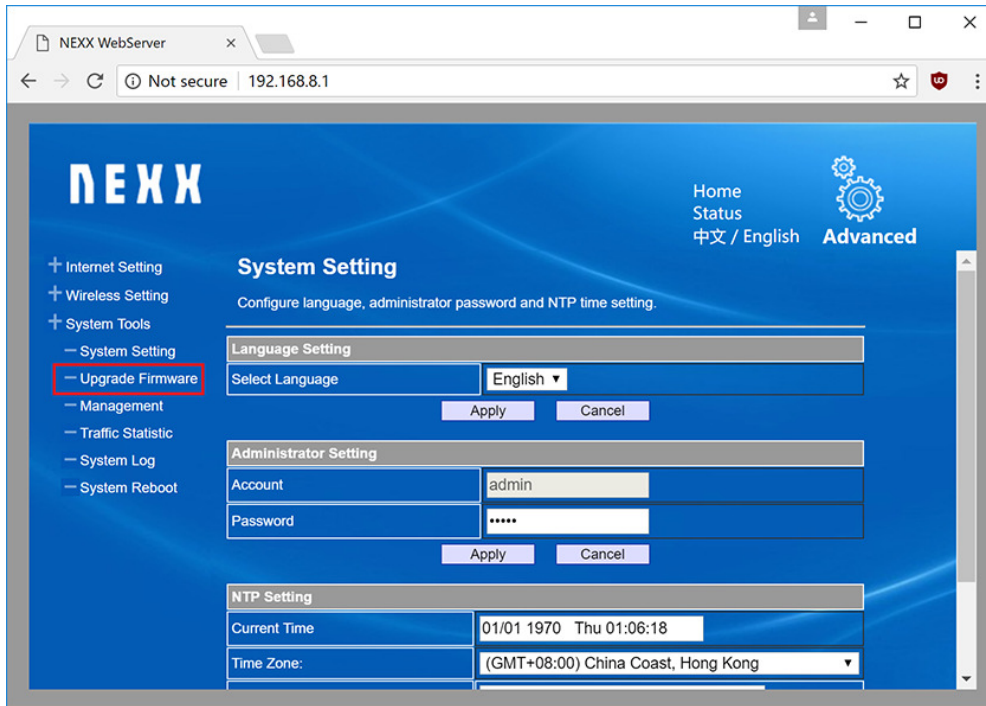 NEXX WebServer
Not secure 192.168.8.1
NEXX
Home
Status
中文 / English
Advanced
Internet Setting
Wireless Setting
System Tools
System Setting
Upgrade Firmware
Management
Traffic Statistic
System Log
System Reboot
System Setting
Configure language, administrator password and NTP time setting.
Language Setting
Select Language English
Apply Cancel
Administrator Setting
Account admin
Password •••••
Apply Cancel
NTP Setting
Current Time 01/01 1970 Thu 01:06:18
Time Zone: (GMT+08:00) China Coast, Hong Kong